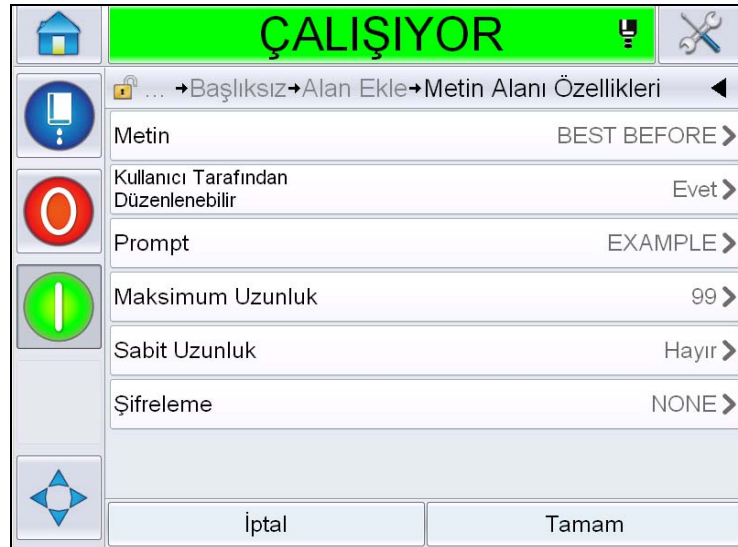 ÇALIŞIYOR
... →Başlıksız→Alan Ekle→Metin Alanı Özellikleri
Metin BEST BEFORE
Kullanıcı Tarafından
Düzenlenebilir Evet
Prompt EXAMPLE
Maksimum Uzunluk 99
Sabit Uzunluk Hayır
Şifreleme NONE
İptal Tamam